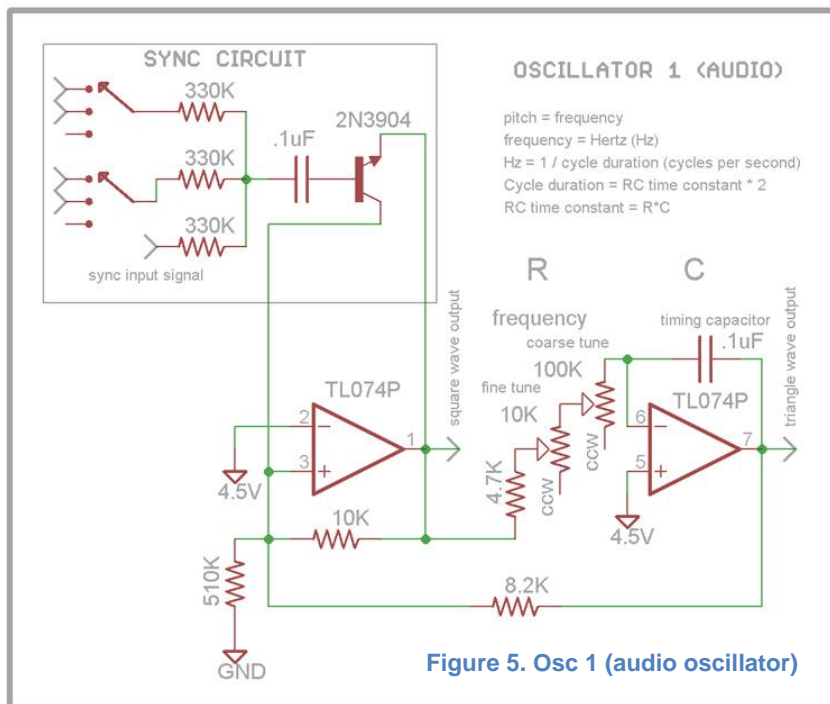 SYNC CIRCUIT
330K
330K
330K
.1uF
2N3904
sync input signal
OSCILLATOR 1 (AUDIO)
pitch = frequency
frequency = Hertz (Hz)
Hz = 1 / cycle duration (cycles per second)
Cycle duration = RC time constant * 2
RC time constant = R*C
R
C
frequency
coarse tune
100K
fine tune
10K
4.7K
ccw
ccw
timing capacitor
.1uF
TL074P
6
5
7
4.5V
triangle wave output
square wave output
TL074P
2
3
1
4.5V
10K
510K
GND
8.2K
Figure 5. Osc 1 (audio oscillator)